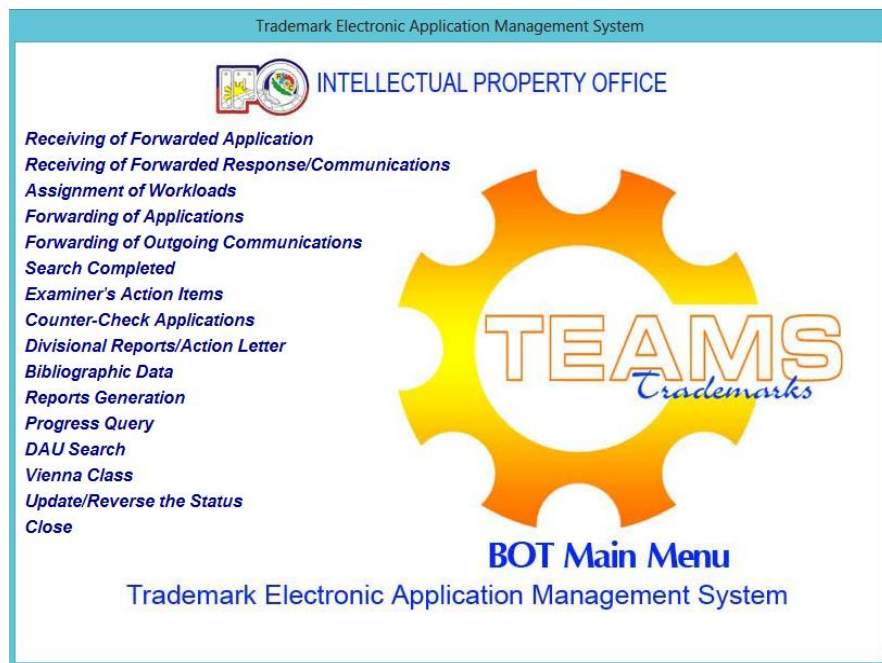 Trademark Electronic Application Management System
INTELLECTUAL PROPERTY OFFICE
Receiving of Forwarded Application
Receiving of Forwarded Response/Communications
Assignment of Workloads
Forwarding of Applications
Forwarding of Outgoing Communications
Search Completed
Examiner's Action Items
Counter-Check Applications
Divisional Reports/Action Letter
Bibliographic Data
Reports Generation
Progress Query
DAU Search
Vienna Class
Update/Reverse the Status
Close
TEAMS
Trademarks
BOT Main Menu
Trademark Electronic Application Management System